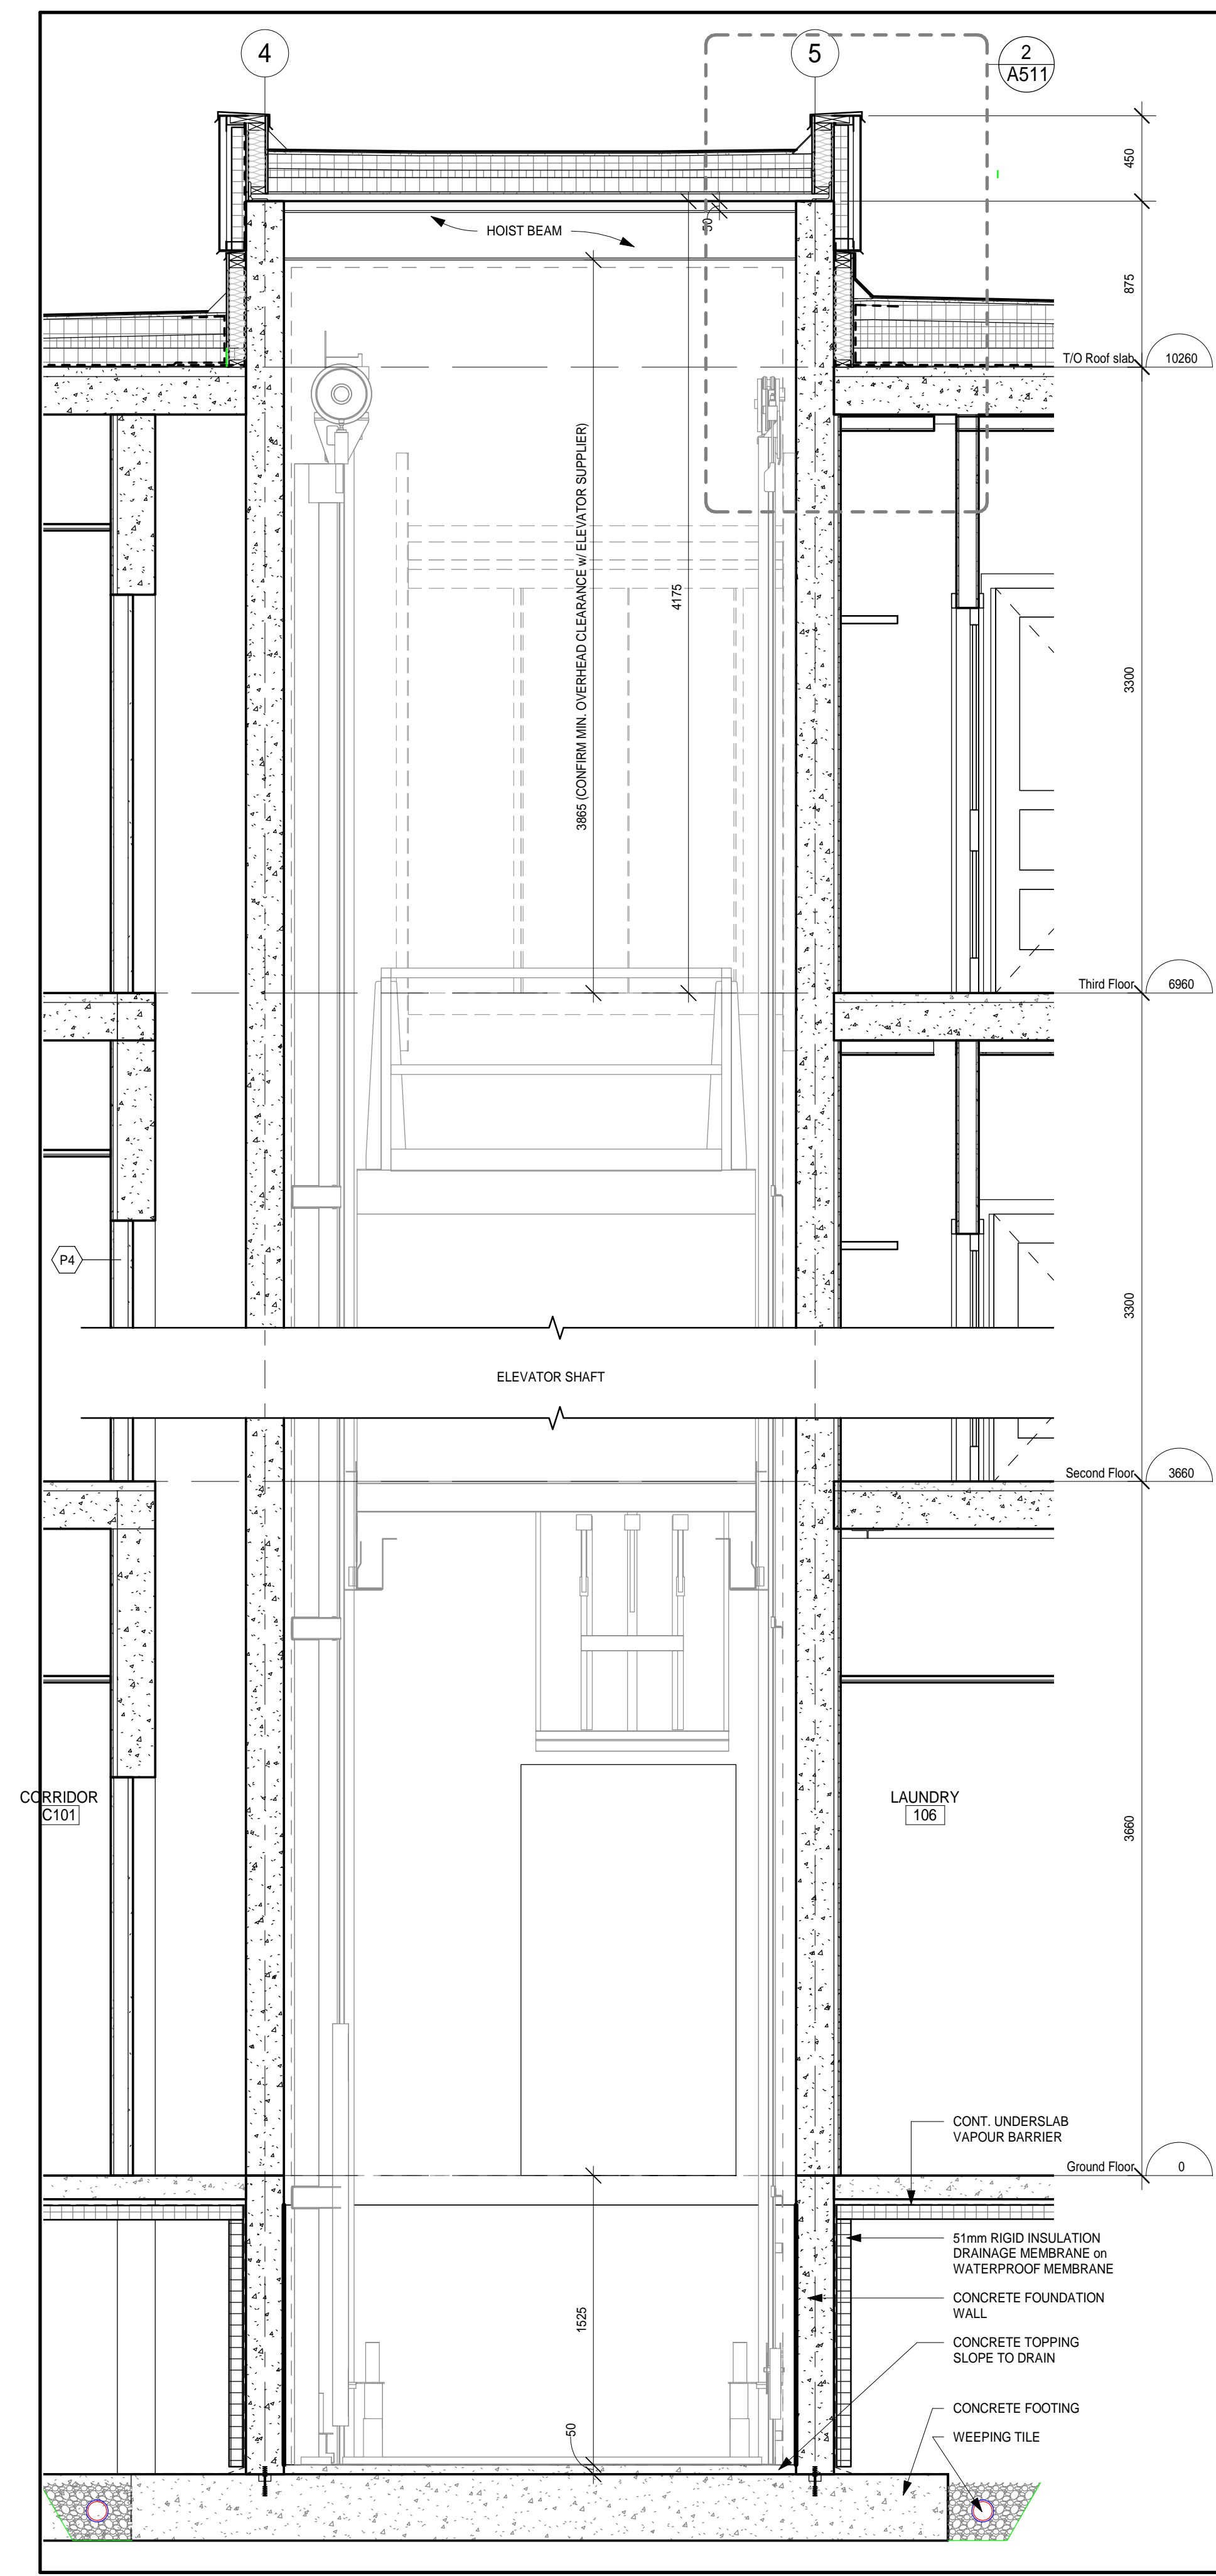 4
5
2
A511
450
50
HOIST BEAM
875
T/O Roof slab
10260
3865 (CONFIRM MIN. OVERHEAD CLEARANCE w/ ELEVATOR SUPPLIER)
4175
3300
Third Floor
6960
P4
3300
ELEVATOR SHAFT
Second Floor
3660
CORRIDOR
C101
LAUNDRY
106
3660
CONT. UNDERSLAB
VAPOUR BARRIER
Ground Floor
0
51mm RIGID INSULATION
DRAINAGE MEMBRANE on
WATERPROOF MEMBRANE
CONCRETE FOUNDATION
WALL
1525
CONCRETE TOPPING
SLOPE TO DRAIN
CONCRETE FOOTING
50
WEEPING TILE